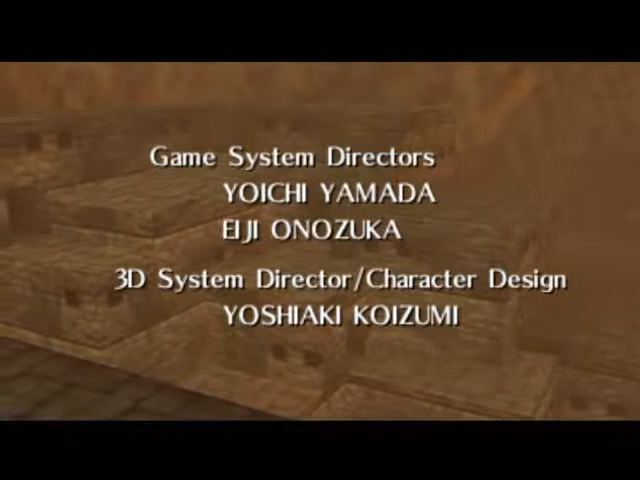 Game System Directors
YOICHI YAMADA
EIJI ONOZUKA
3D System Director/Character Design
YOSHIAKI KOIZUMI